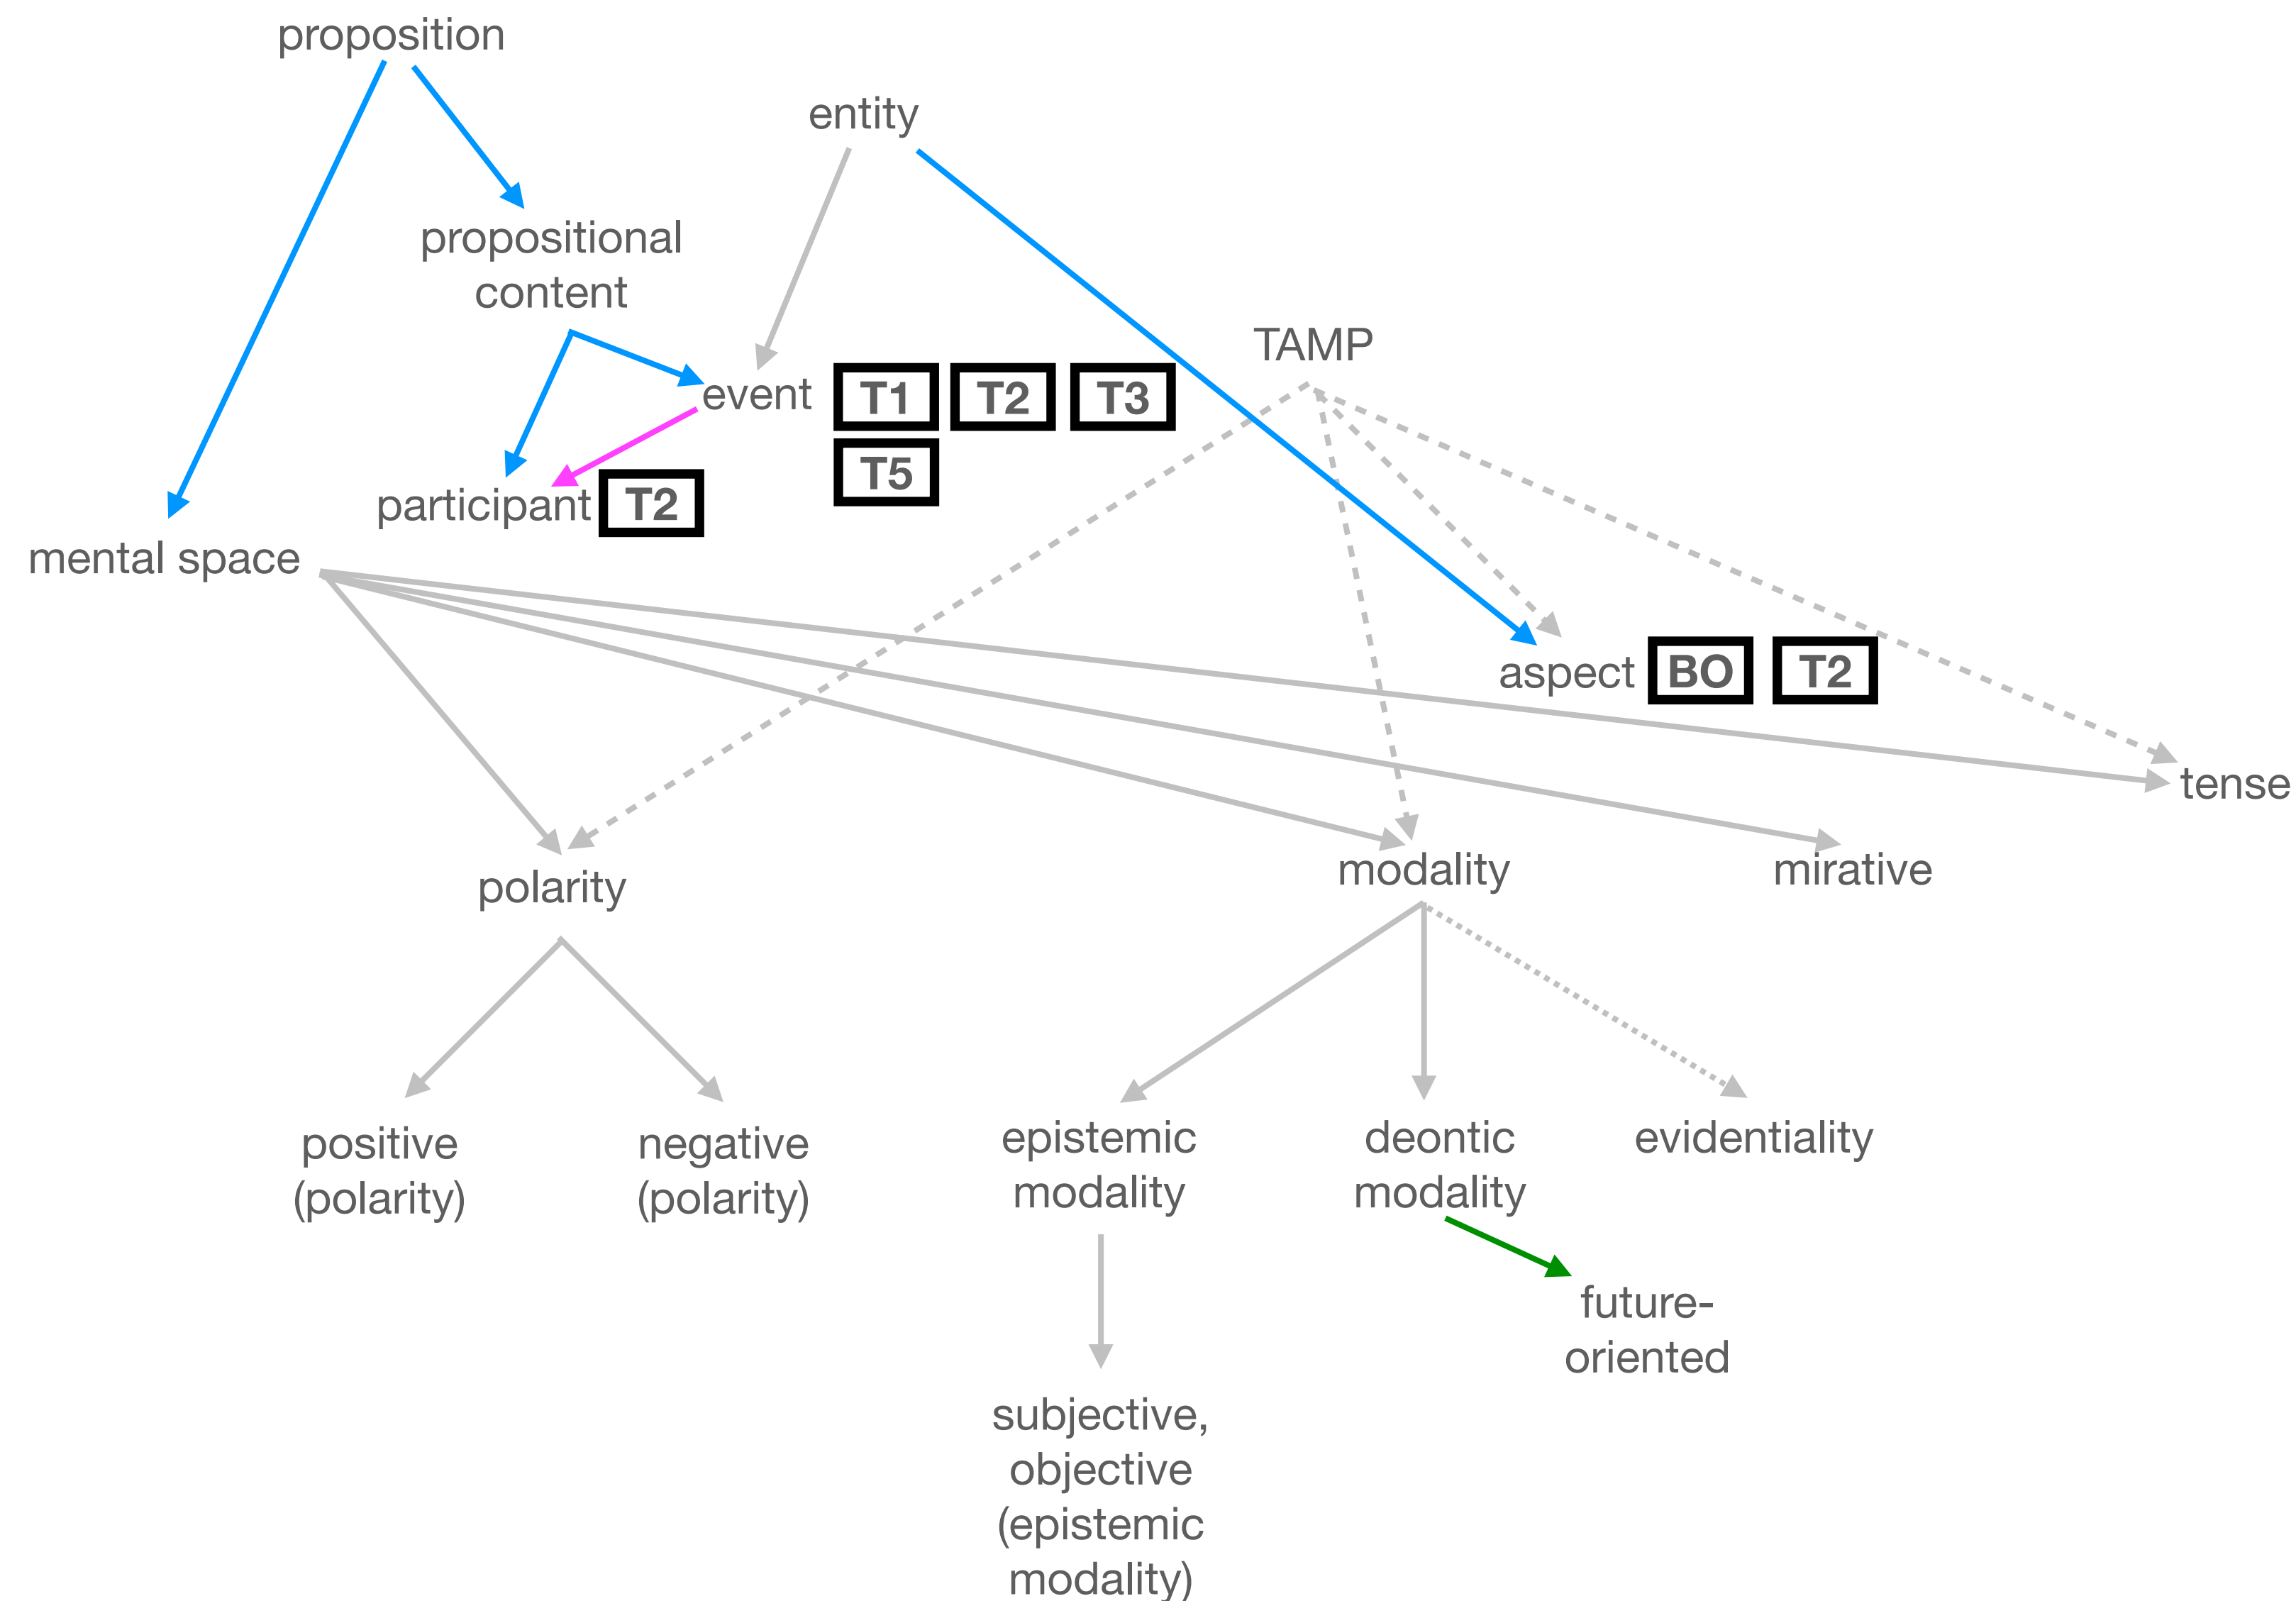 proposition
entity
propositional
content
TAMP
event T1 T2 T3
T5
participant T2
mental space
aspect BO T2
tense
polarity
modality
mirative
positive
(polarity)
negative
(polarity)
epistemic
modality
deontic
modality
evidentiality
future-
oriented
subjective,
objective
(epistemic
modality)